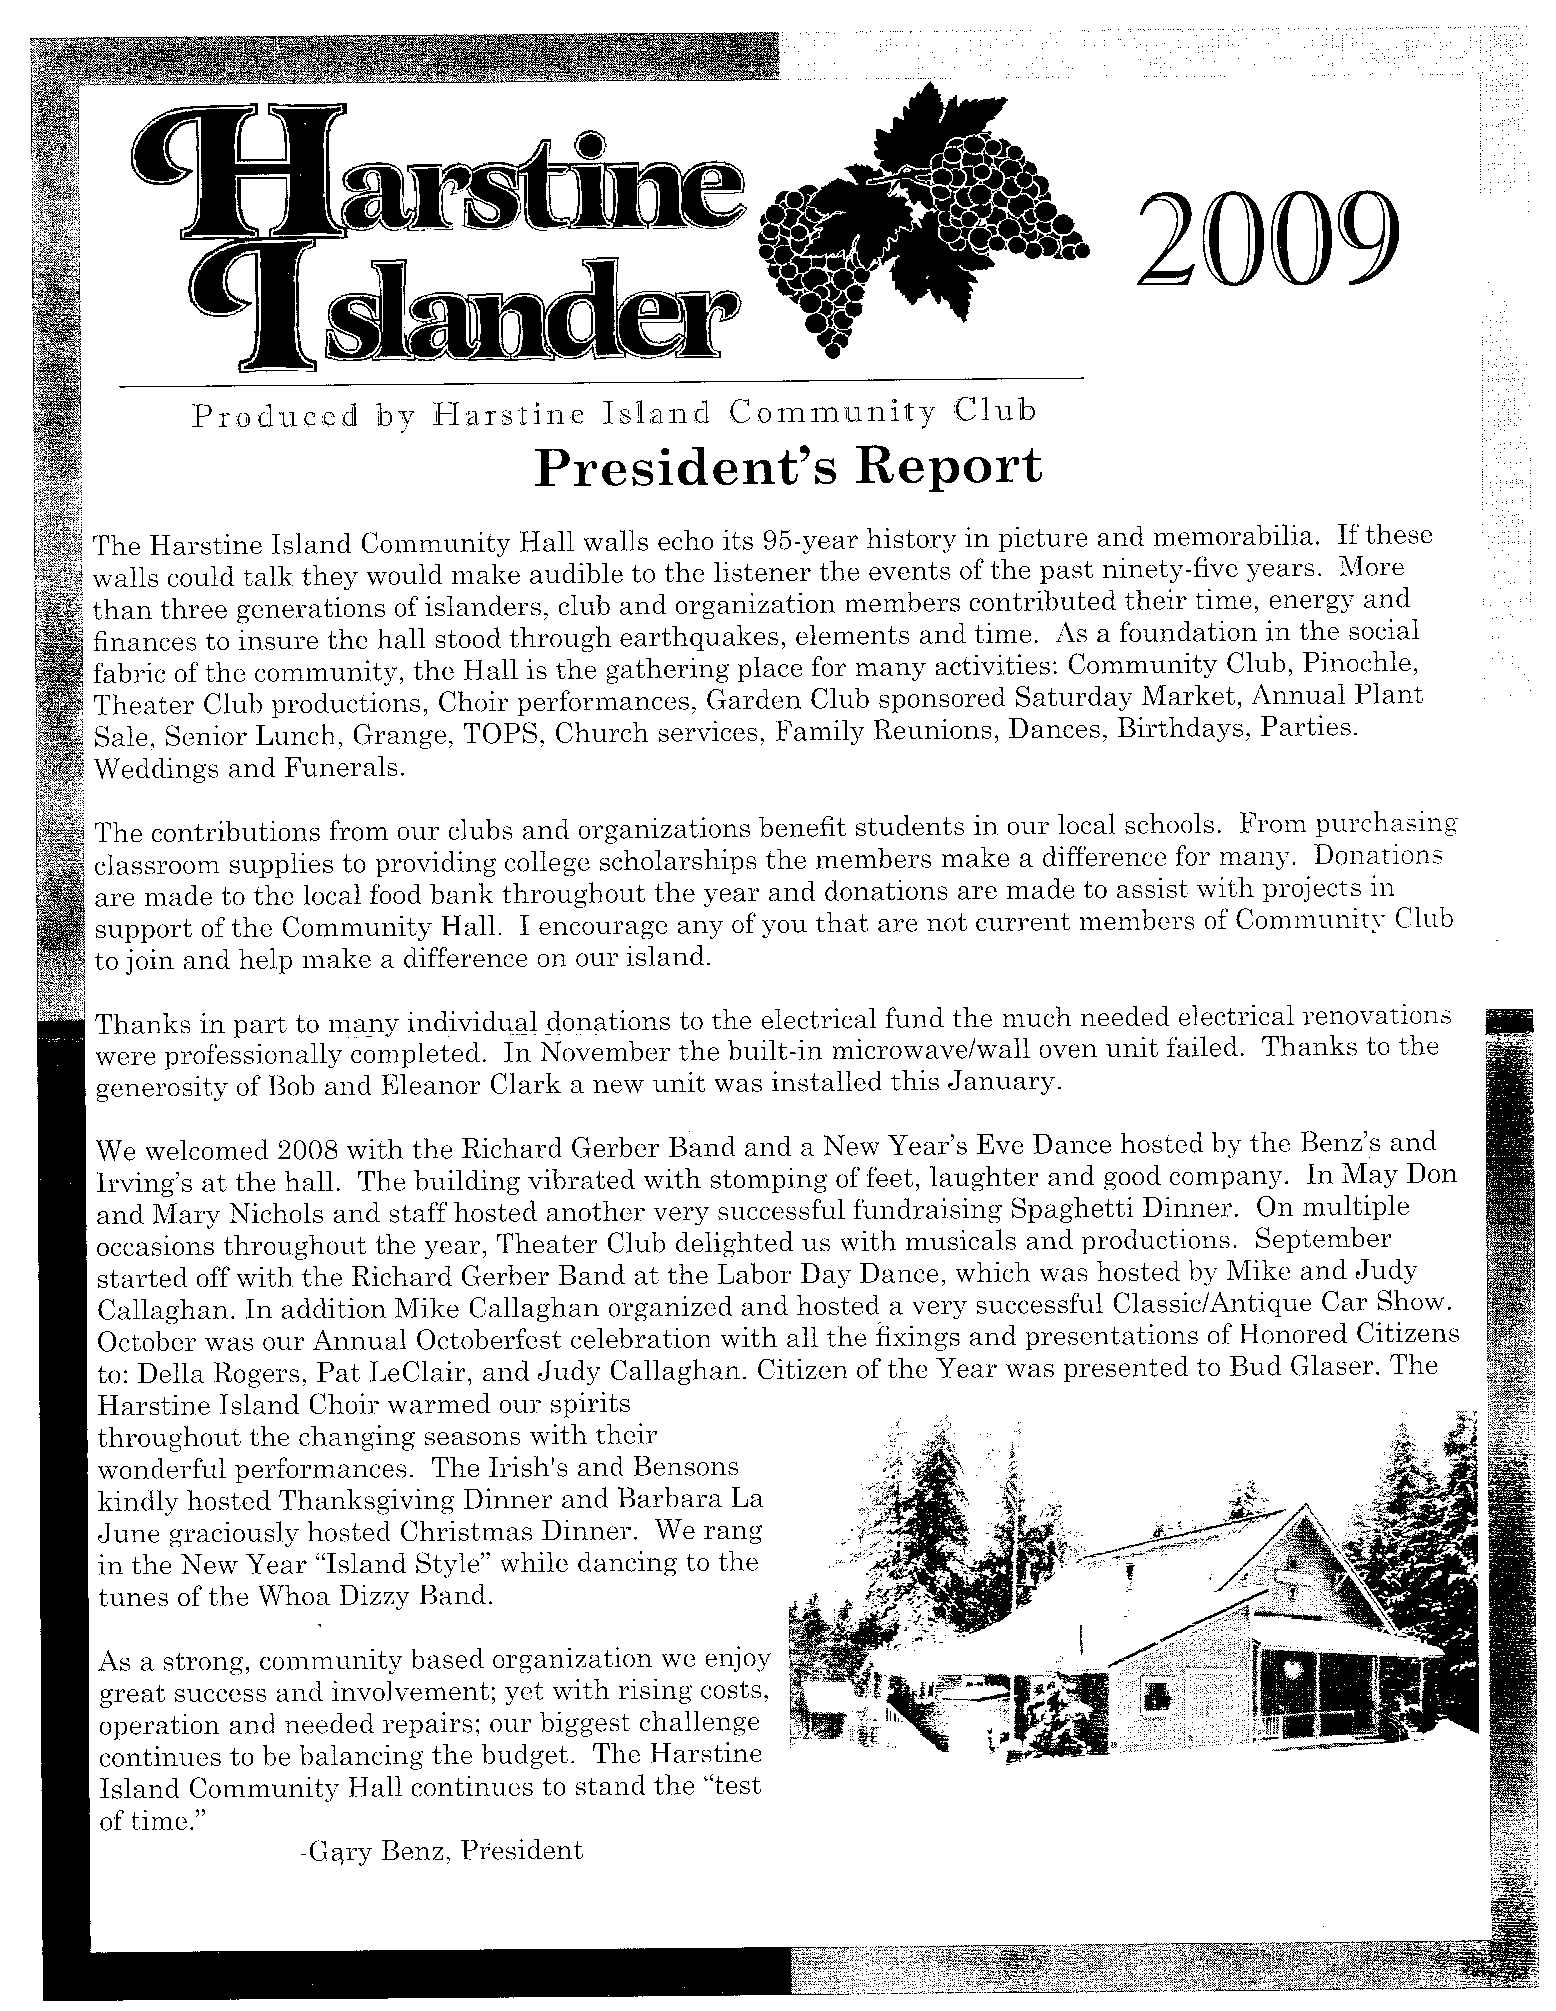 Harstine
Islander
2009
Produced by Harstine Island Community Club
President's Report
The Harstine Island Community Hall walls echo its 95-year history in picture and memorabilia. If these
walls could talk they would make audible to the listener the events of the past ninety-five years. More
than three generations of islanders, club and organization members contributed their time, energy and
finances to insure the hall stood through earthquakes, elements and time. As a foundation in the social
fabric of the community, the Hall is the gathering place for many activities: Community Club, Pinochle,
Theater Club productions, Choir performances, Garden Club sponsored Saturday Market, Annual Plant
Sale, Senior Lunch, Grange, TOPS, Church services, Family Reunions, Dances, Birthdays, Parties.
Weddings and Funerals.
The contributions from our clubs and organizations benefit students in our local schools. From purchasing
classroom supplies to providing college scholarships the members make a difference for many. Donations
are made to the local food bank throughout the year and donations are made to assist with projects in
support of the Community Hall. I encourage any of you that are not current members of Community Club
to join and help make a difference on our island.
Thanks in part to many individual donations to the electrical fund the much needed electrical renovations
were professionally completed. In November the built-in microwave/wall oven unit failed. Thanks to the
generosity of Bob and Eleanor Clark a new unit was installed this January.
We welcomed 2008 with the Richard Gerber Band and a New Year's Eve Dance hosted by the Benz's and
Irving's at the hall. The building vibrated with stomping of feet, laughter and good company. In May Don
and Mary Nichols and staff hosted another very successful fundraising Spaghetti Dinner. On multiple
occasions throughout the year, Theater Club delighted us with musicals and productions. September
started off with the Richard Gerber Band at the Labor Day Dance, which was hosted by Mike and Judy
Callaghan. In addition Mike Callaghan organized and hosted a very successful Classic/Antique Car Show.
October was our Annual Octoberfest celebration with all the fixings and presentations of Honored Citizens
to: Della Rogers, Pat LeClair, and Judy Callaghan. Citizen of the Year was presented to Bud Glaser. The
Harstine Island Choir warmed our spirits
throughout the changing seasons with their
wonderful performances. The Irish's and Bensons
kindly hosted Thanksgiving Dinner and Barbara La
June graciously hosted Christmas Dinner. We rang
in the New Year “Island Style” while dancing to the
tunes of the Whoa Dizzy Band.
As a strong, community based organization we enjoy
great success and involvement; yet with rising costs,
operation and needed repairs; our biggest challenge
continues to be balancing the budget. The Harstine
Island Community Hall continues to stand the “test
of time.”
-Gary Benz, President